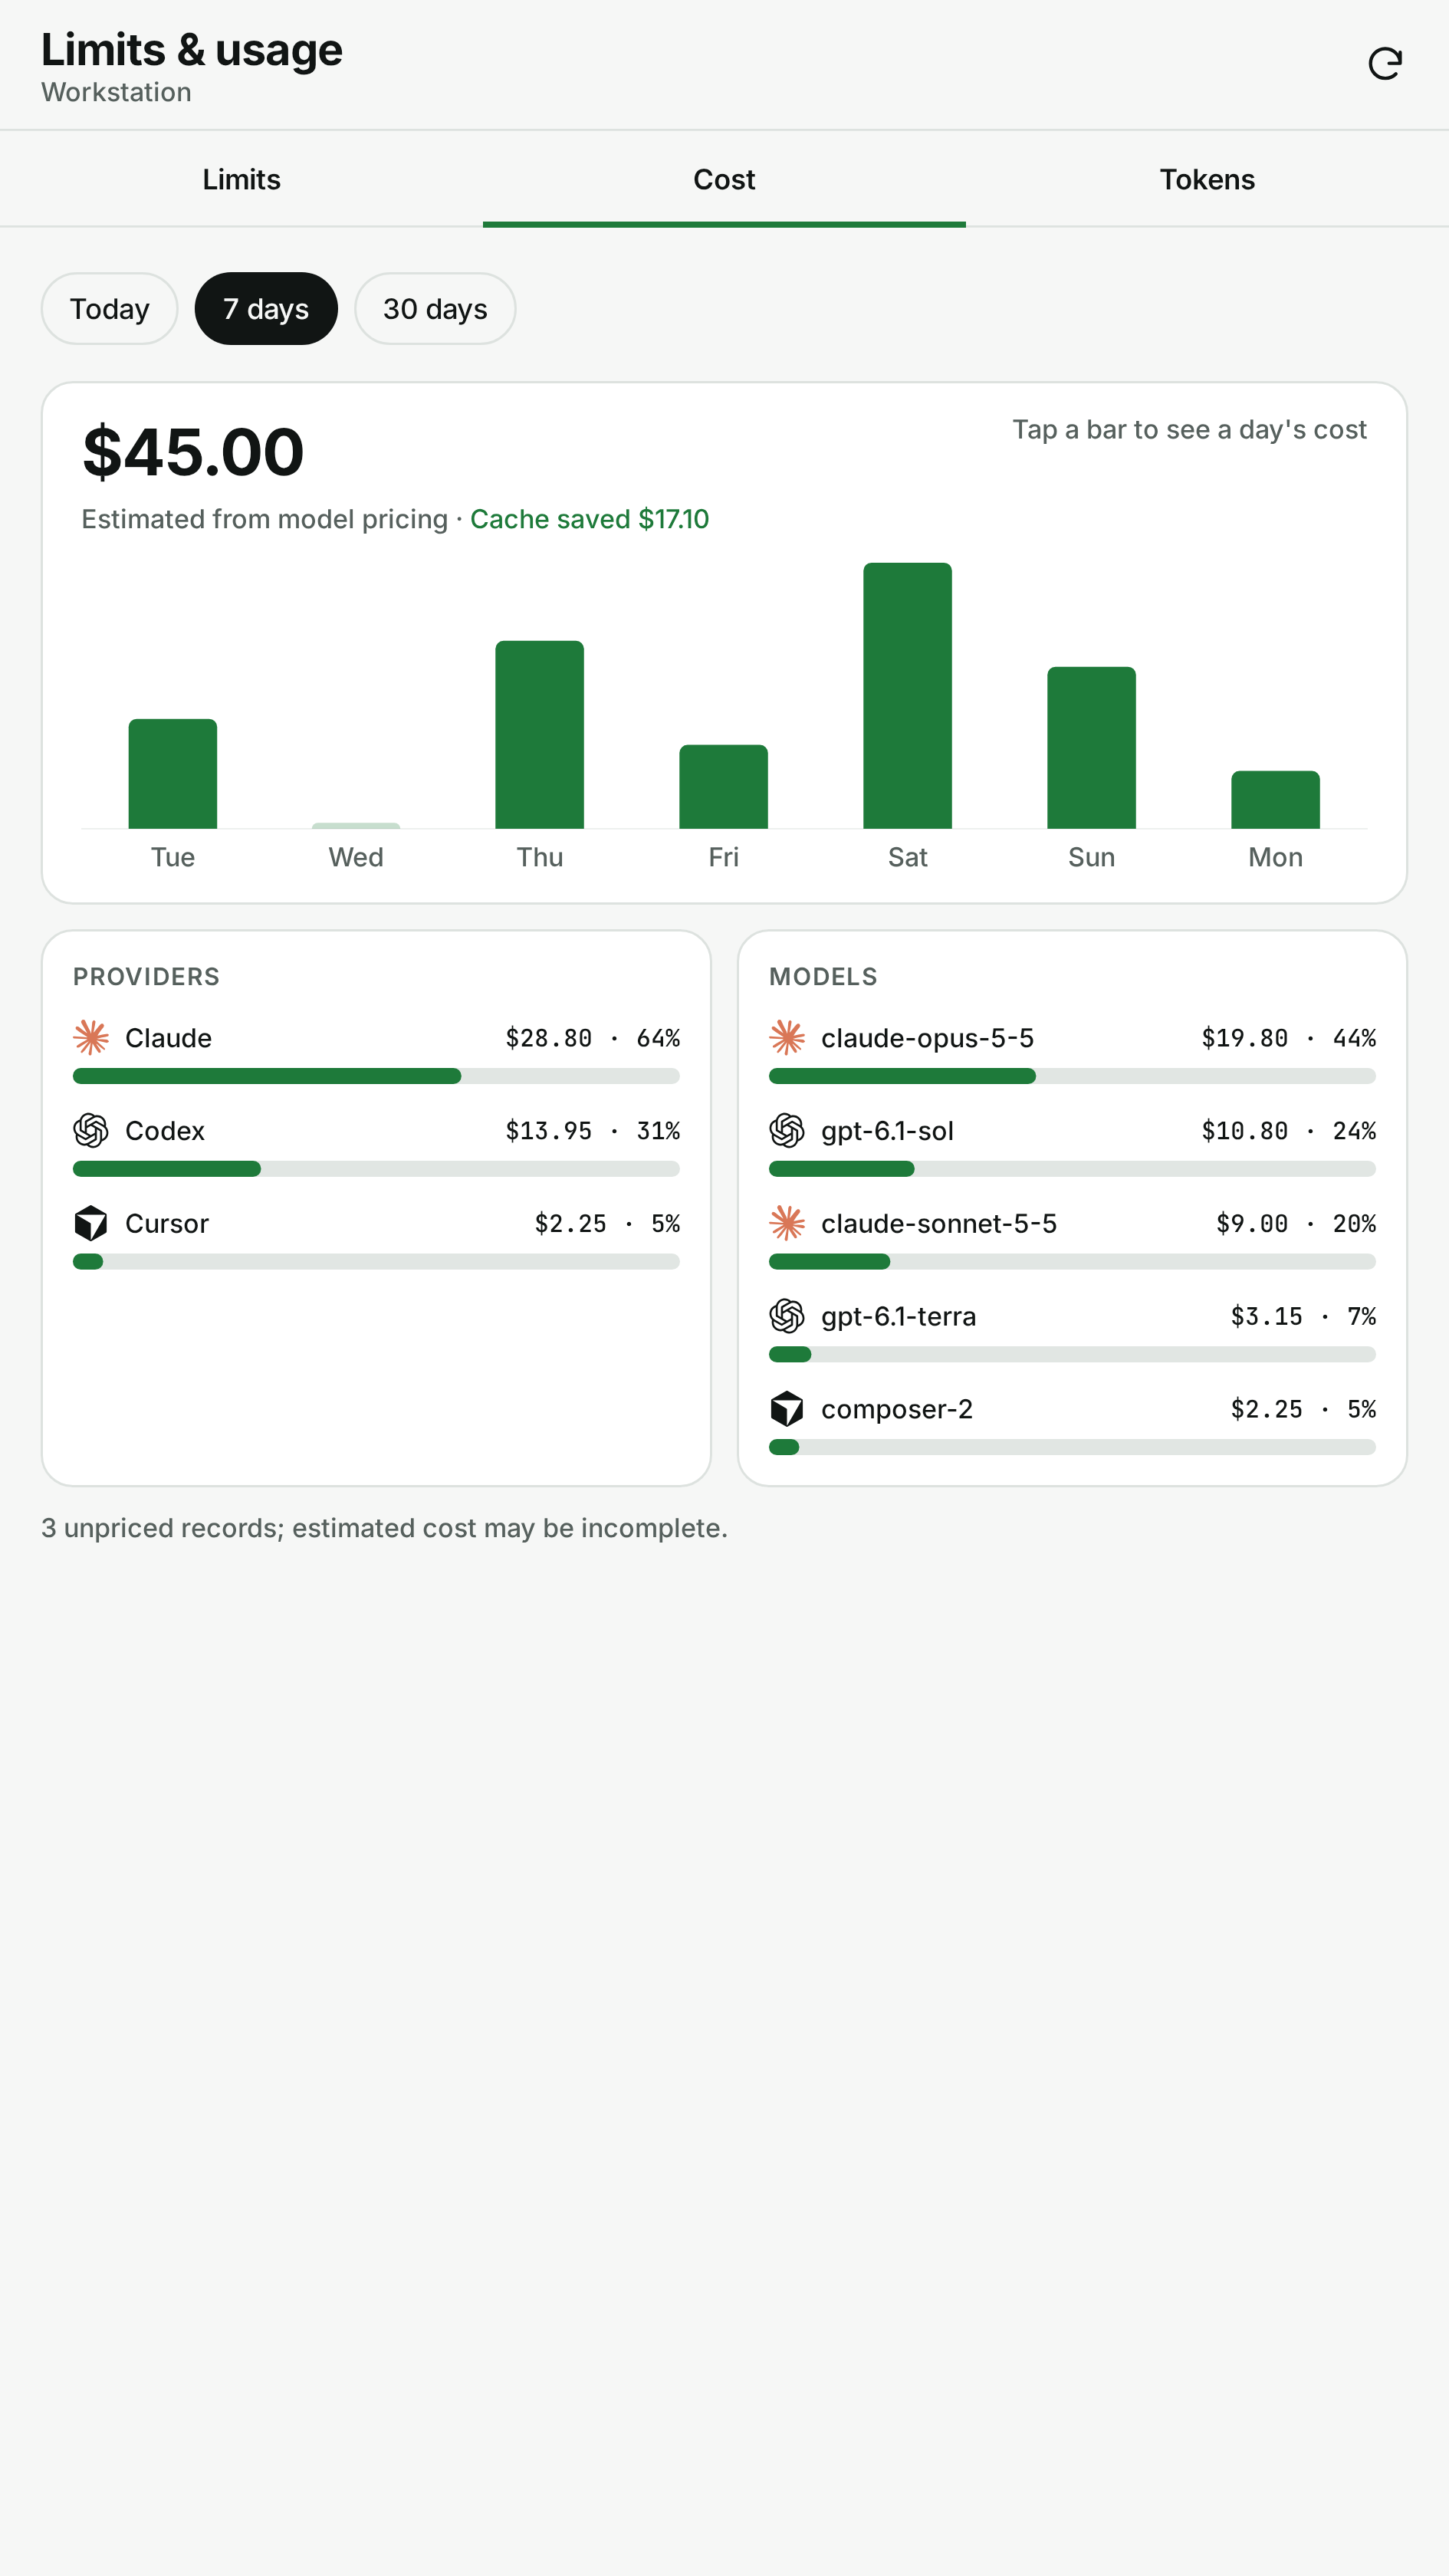 Limits & usage
Workstation
Limits
Cost
Tokens
Today
7 days
30 days
$45.00
Tap a bar to see a day's cost
Estimated from model pricing · Cache saved $17.10
Tue
Wed
Thu
Fri
Sat
Sun
Mon
PROVIDERS
Claude $28.80 · 64%
Codex $13.95 · 31%
Cursor $2.25 · 5%
MODELS
claude-opus-5-5 $19.80 · 44%
gpt-6.1-sol $10.80 · 24%
claude-sonnet-5-5 $9.00 · 20%
gpt-6.1-terra $3.15 · 7%
composer-2 $2.25 · 5%
3 unpriced records; estimated cost may be incomplete.